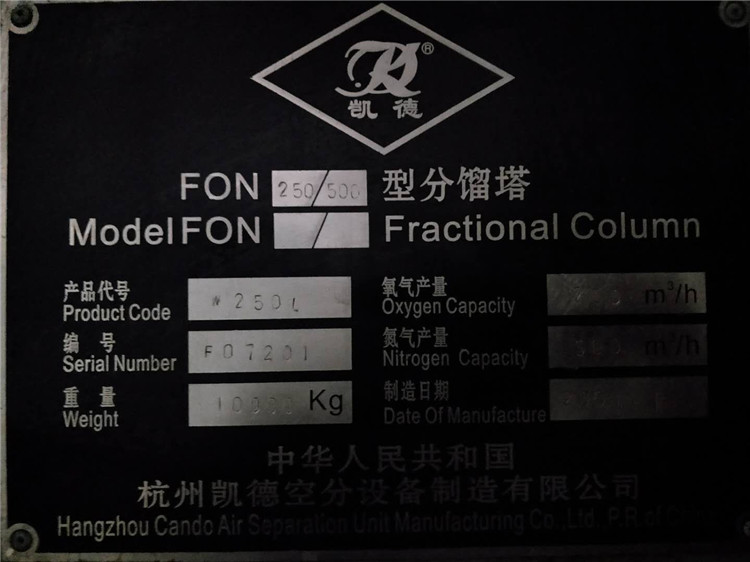 ®
凯德
FON 250/500 型分馏塔
Model FON / Fractional Column
产品代号
Product Code
氧气产量
Oxygen Capacity
m³/h
编号
Serial Number
F07201
氮气产量
Nitrogen Capacity
m³/h
重量
Weight
10000 Kg
制造日期
Date Of Manufacture
中华人民共和国
杭州凯德空分设备制造有限公司
Hangzhou Cando Air Separation Unit Manufacturing Co.,Ltd.,P.R.of China